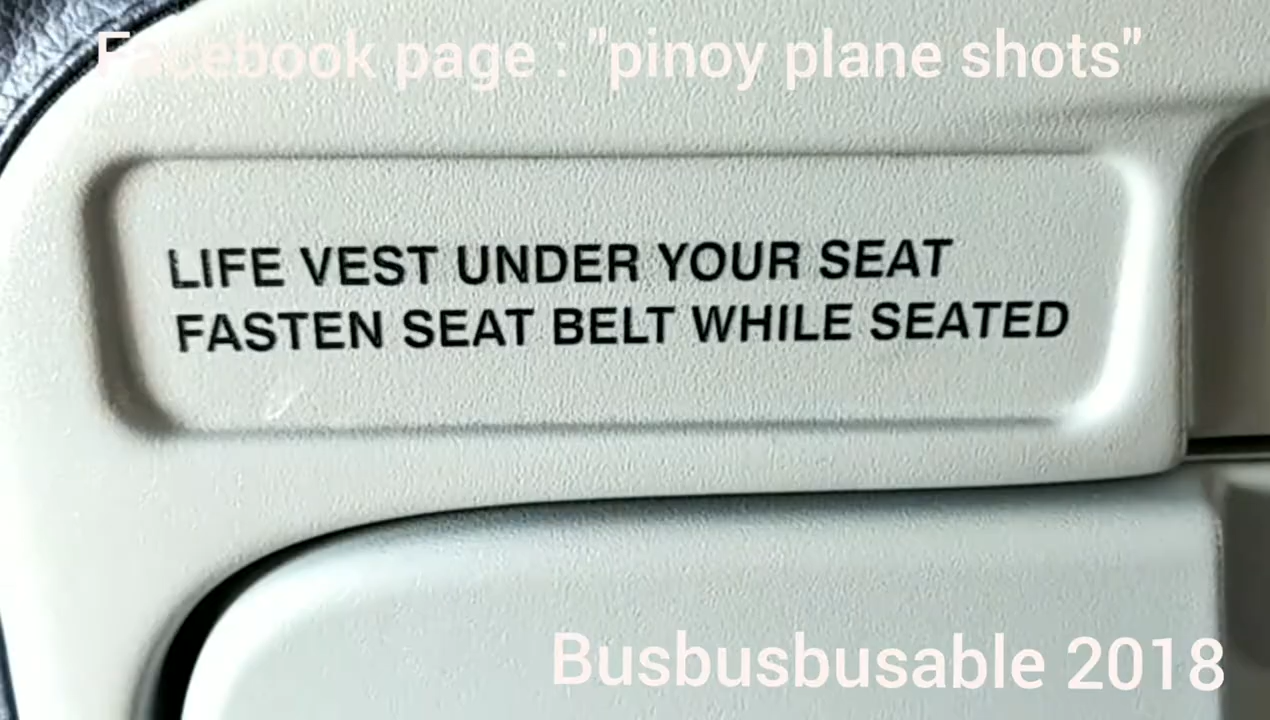 Facebook page : "pinoy plane shots"
LIFE VEST UNDER YOUR SEAT
FASTEN SEAT BELT WHILE SEATED
Busbusbusable 2018